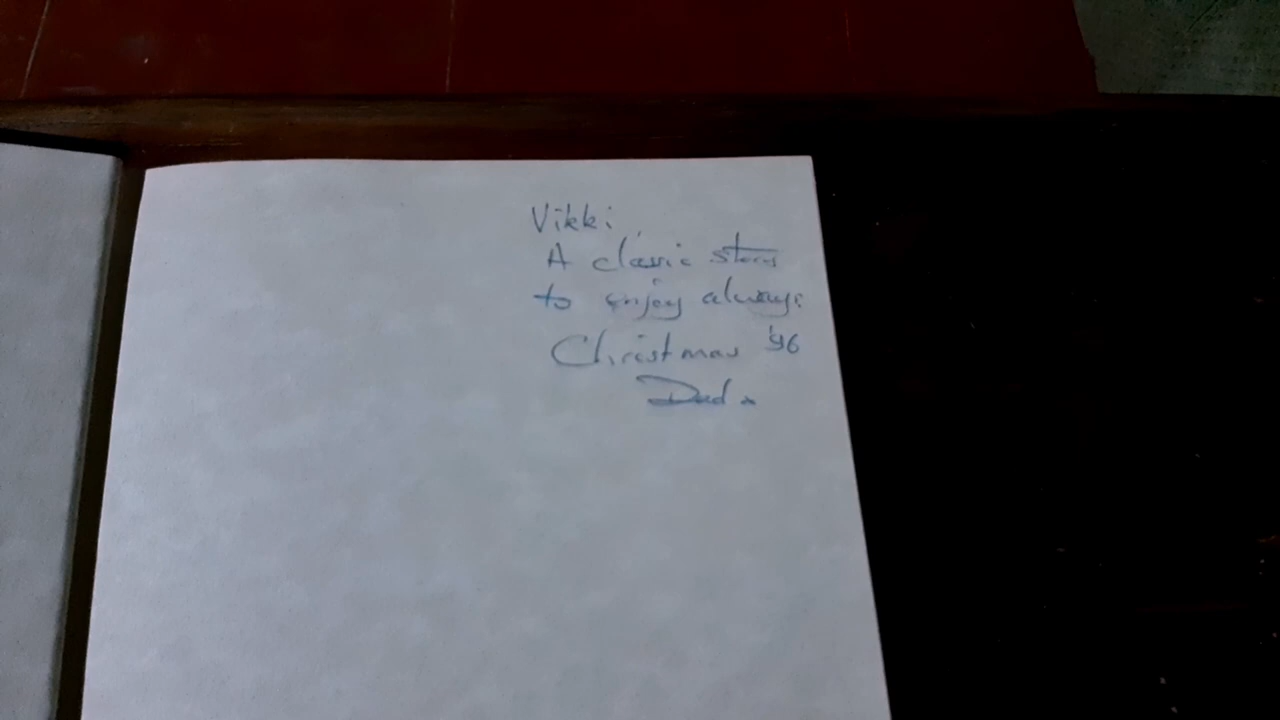 Vikki,
A classic story
to enjoy always.
Christmas '96
Dad x